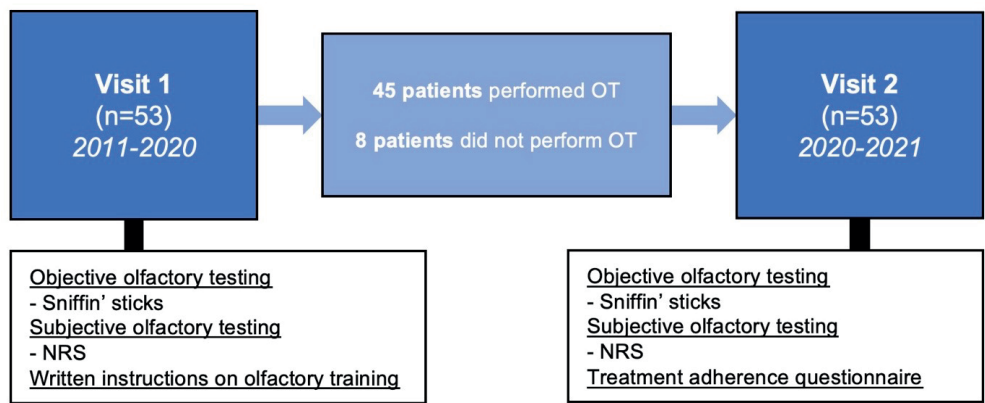 Visit 1
(n=53)
2011-2020
45 patients performed OT
8 patients did not perform OT
Visit 2
(n=53)
2020-2021
Objective olfactory testing
- Sniffin’ sticks
Subjective olfactory testing
- NRS
Written instructions on olfactory training
Objective olfactory testing
- Sniffin’ sticks
Subjective olfactory testing
- NRS
Treatment adherence questionnaire